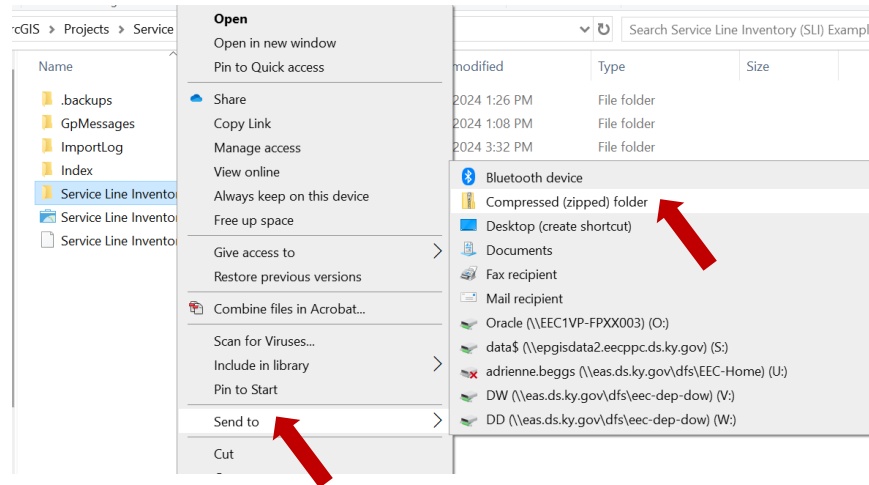 rcGIS > Projects > Service
Search Service Line Inventory (SLI) Exampl
Name
modified
Type
Size
.backups
2024 1:26 PM
File folder
GpMessages
2024 1:08 PM
File folder
ImportLog
2024 3:32 PM
File folder
Index
Service Line Invento
Service Line Invento
Service Line Invento
Open
Open in new window
Pin to Quick access
Share
Copy Link
Manage access
View online
Always keep on this device
Free up space
Give access to
Restore previous versions
Combine files in Acrobat...
Scan for Viruses...
Include in library
Pin to Start
Send to
Cut
Bluetooth device
Compressed (zipped) folder
Desktop (create shortcut)
Documents
Fax recipient
Mail recipient
Oracle (\\EEC1VP-FPXX003) (O:)
data$ (\\epgisdata2.eecppc.ds.ky.gov) (S:)
adrienne.beggs (\\eas.ds.ky.gov\dfs\EEC-Home) (U:)
DW (\\eas.ds.ky.gov\dfs\eec-dep-dow) (V:)
DD (\\eas.ds.ky.gov\dfs\eec-dep-dow) (W:)